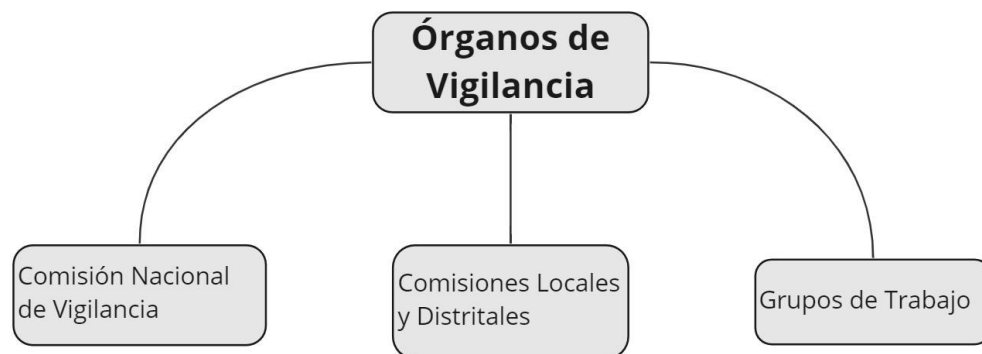 Órganos de
Vigilancia
Comisión Nacional
de Vigilancia
Comisiones Locales
y Distritales
Grupos de Trabajo